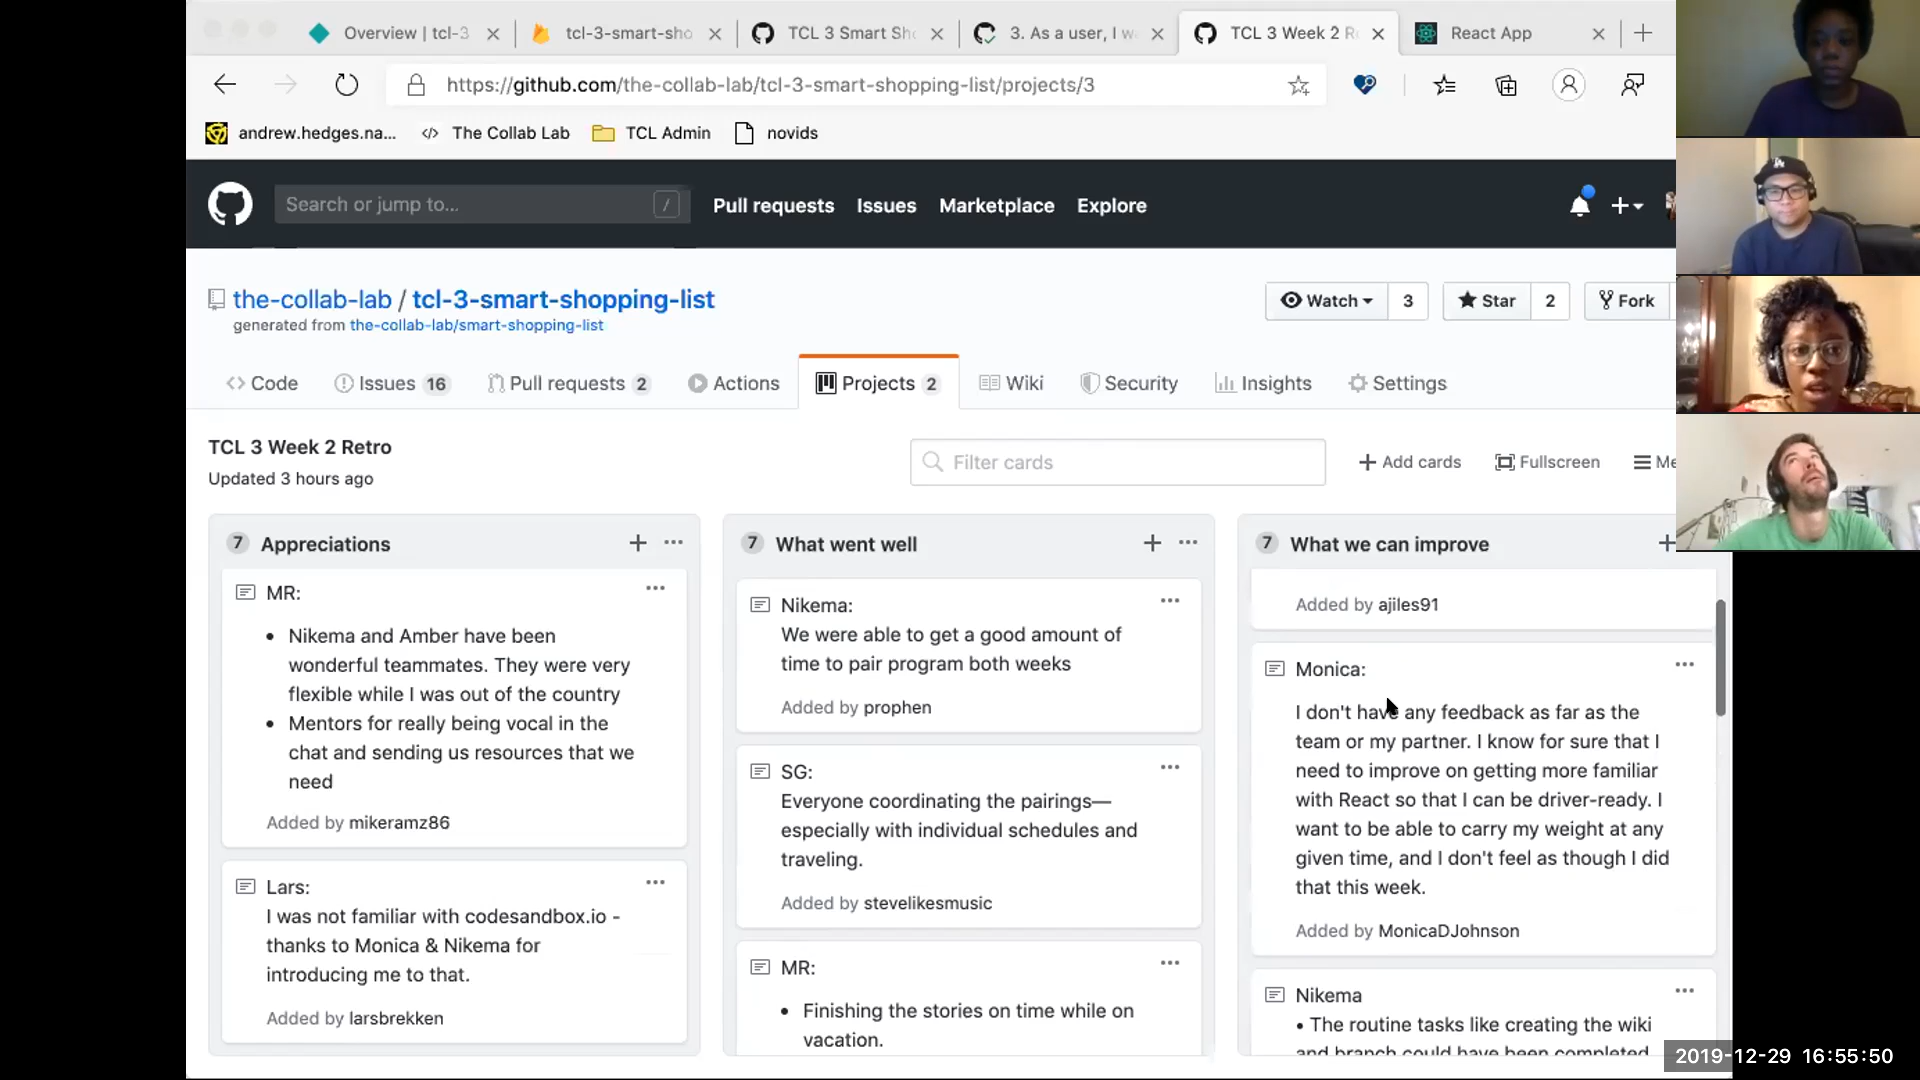 Overview | tcl-3
tcl-3-smart-sho
TCL 3 Smart Sh
3. As a user, I w
TCL 3 Week 2 R
React App
https://github.com/the-collab-lab/tcl-3-smart-shopping-list/projects/3
andrew.hedges.na...
The Collab Lab
TCL Admin
novids
Search or jump to...
/
Pull requests
Issues
Marketplace
Explore
the-collab-lab / tcl-3-smart-shopping-list
generated from the-collab-lab/smart-shopping-list
Watch 3
Star 2
Fork
Code
Issues 16
Pull requests 2
Actions
Projects 2
Wiki
Security
Insights
Settings
TCL 3 Week 2 Retro
Updated 3 hours ago
Filter cards
Add cards
Fullscreen
Me
7 Appreciations
MR:
• Nikema and Amber have been
wonderful teammates. They were very
flexible while I was out of the country
• Mentors for really being vocal in the
chat and sending us resources that we
need
Added by mikeramz86
Lars:
I was not familiar with codesandbox.io -
thanks to Monica & Nikema for
introducing me to that.
Added by larsbrekken
7 What went well
Nikema:
We were able to get a good amount of
time to pair program both weeks
Added by prophen
SG:
Everyone coordinating the pairings—
especially with individual schedules and
traveling.
Added by stevelikesmusic
MR:
• Finishing the stories on time while on
vacation.
7 What we can improve
Added by ajiles91
Monica:
I don't have any feedback as far as the
team or my partner. I know for sure that I
need to improve on getting more familiar
with React so that I can be driver-ready. I
want to be able to carry my weight at any
given time, and I don't feel as though I did
that this week.
Added by MonicaDJohnson
Nikema
• The routine tasks like creating the wiki
and branch could have been completed
2019-12-29 16:55:50